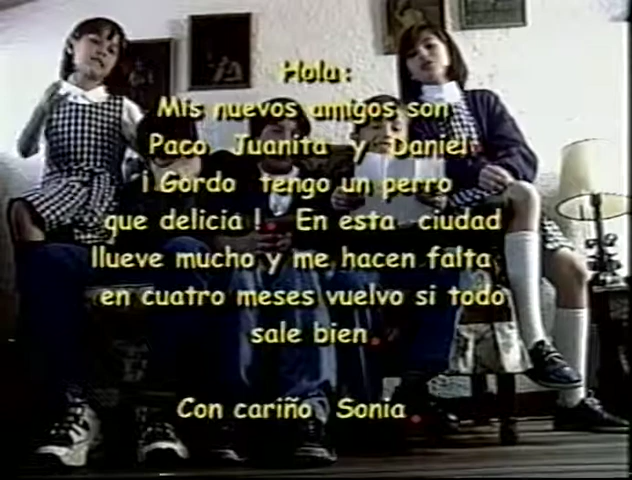 Hola:
Mis nuevos amigos son
Paco Juanita y Daniel.
¡ Gordo tengo un perro
que delicia !. En esta ciudad
llueve mucho y me hacen falta
en cuatro meses vuelvo si todo
sale bien.
Con cariño Sonia.